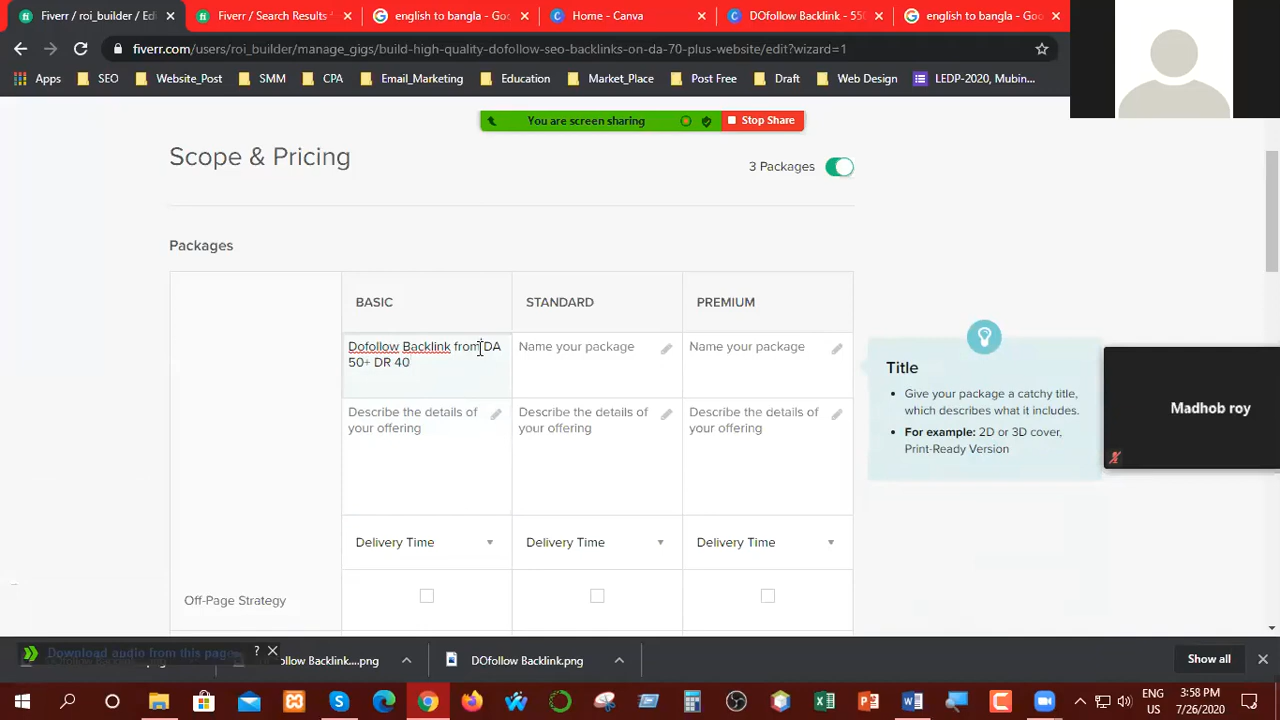 Fiverr / roi_builder / Edi
Fiverr / Search Results
english to bangla - Goo
Home - Canva
DOfollow Backlink - 550
english to bangla - Goo
fiverr.com/users/roi_builder/manage_gigs/build-high-quality-dofollow-seo-backlinks-on-da-70-plus-website/edit?wizard=1
Apps SEO Website_Post SMM CPA Email_Marketing Education Market_Place Post Free Draft Web Design LEDP-2020, Mubin...
You are screen sharing Stop Share
Scope & Pricing
3 Packages
Packages
BASIC STANDARD PREMIUM
Dofollow Backlink from DA
50+ DR 40
Name your package
Name your package
Describe the details of
your offering
Describe the details of
your offering
Describe the details of
your offering
Delivery Time Delivery Time Delivery Time
Off-Page Strategy
Title
Give your package a catchy title,
which describes what it includes.
For example: 2D or 3D cover,
Print-Ready Version
Madhob roy
Download audio from this page ?
ollow Backlink....png
DOfollow Backlink.png
Show all
ENG
US
3:58 PM
7/26/2020